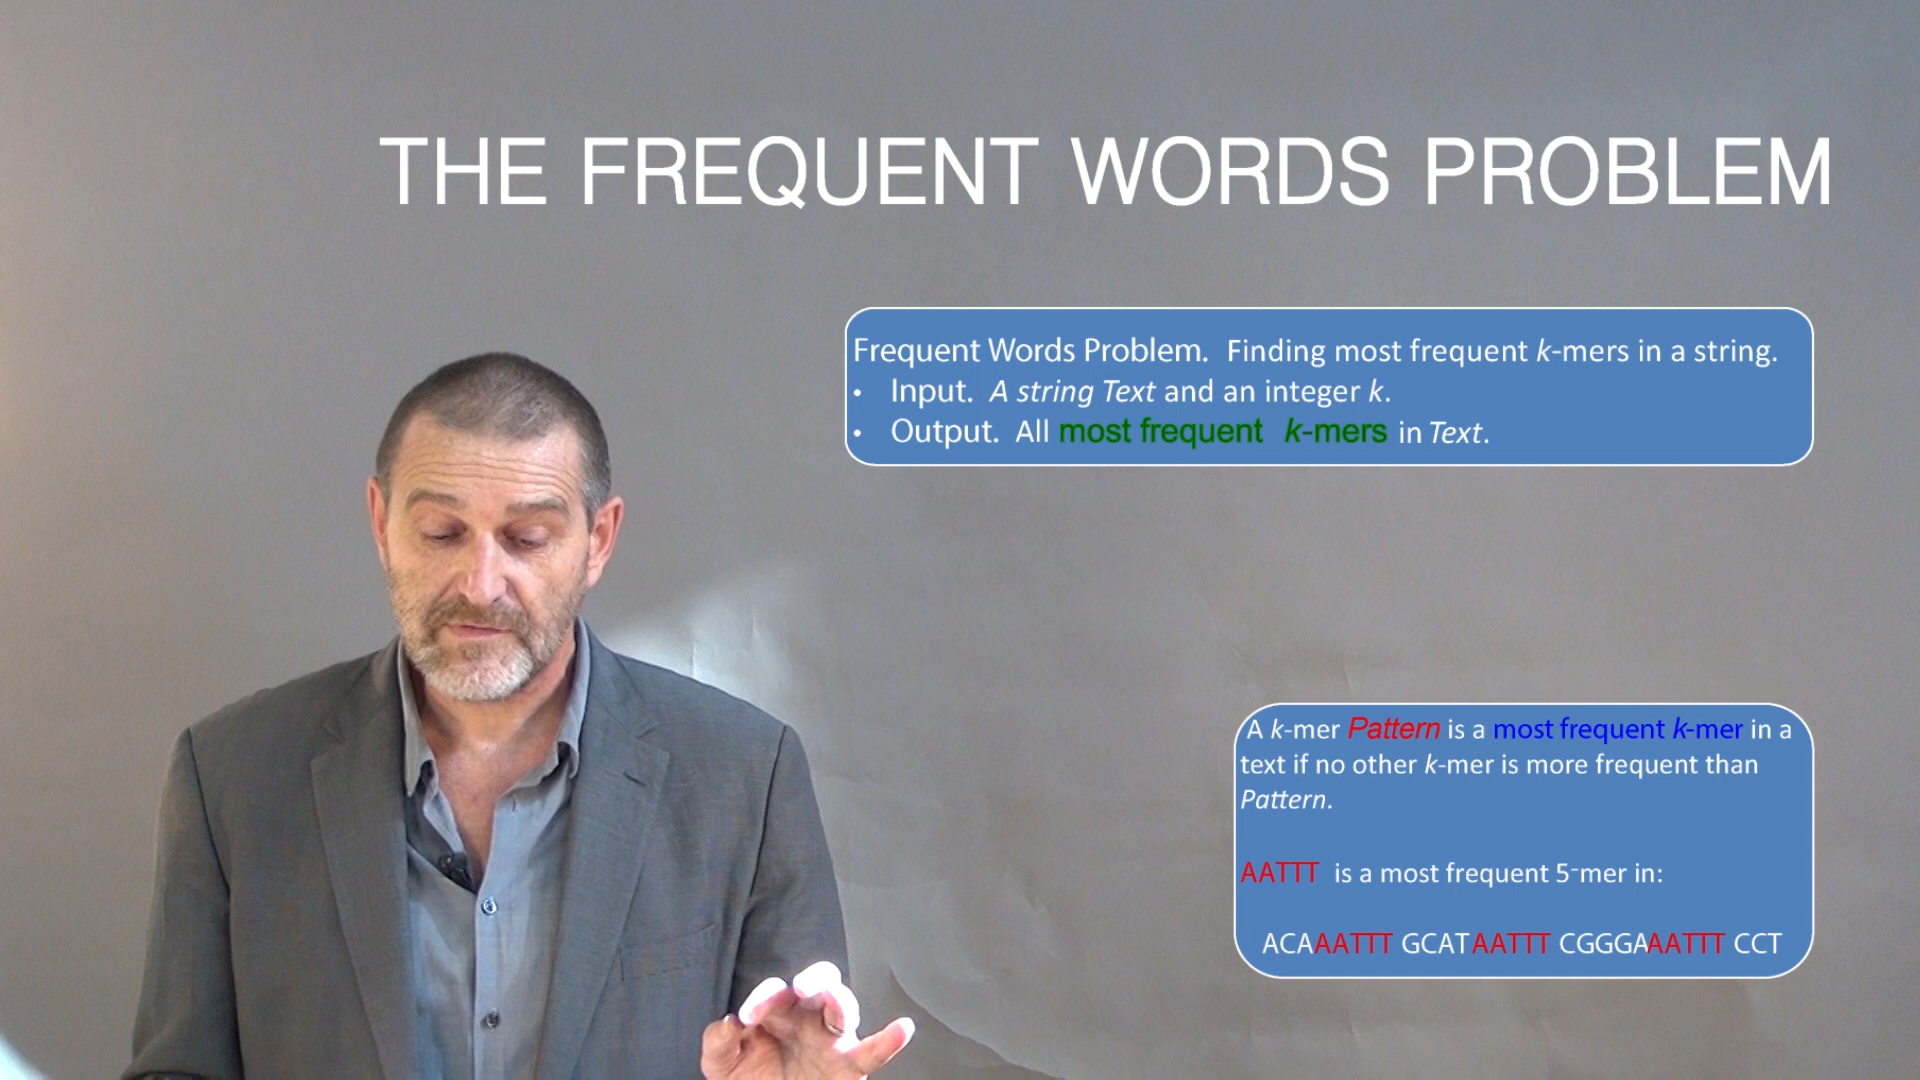 THE FREQUENT WORDS PROBLEM
Frequent Words Problem. Finding most frequent k-mers in a string.
• Input. A string Text and an integer k.
• Output. All most frequent k-mers in Text.
A k-mer Pattern is a most frequent k-mer in a
text if no other k-mer is more frequent than
Pattern.
AATTT is a most frequent 5-mer in:
ACAAATTT GCATAATTT CGGGAAATTT CCT